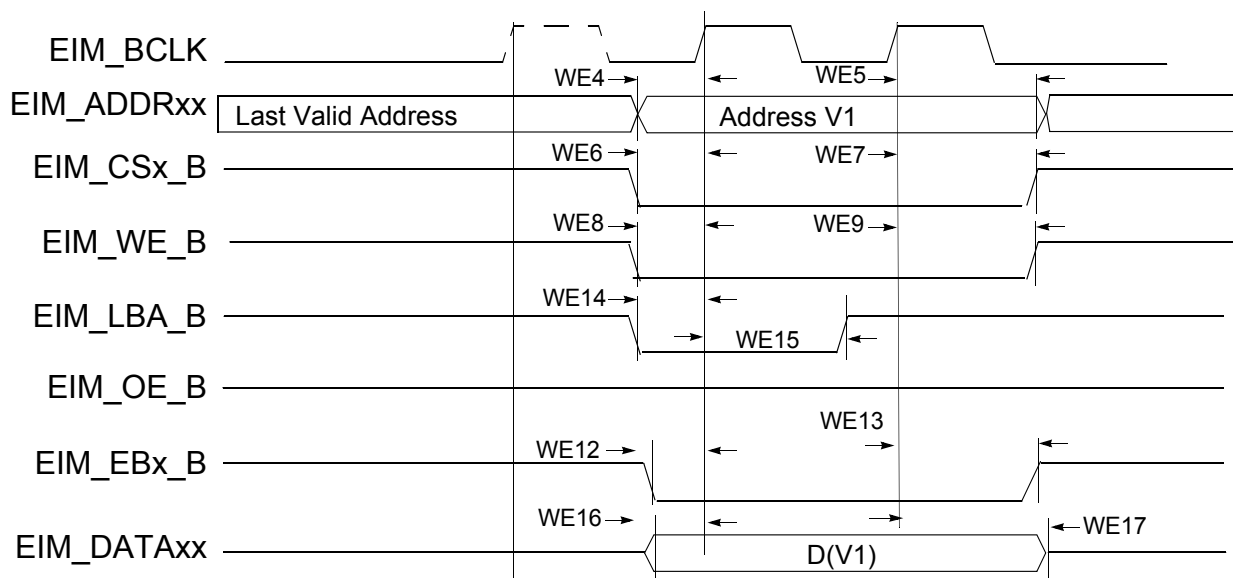 EIM_BCLK
WE4 WE5
EIM_ADDRxx Last Valid Address Address V1
WE6 WE7
EIM_CSx_B
WE8 WE9
EIM_WE_B
WE14
EIM_LBA_B WE15
EIM_OE_B
WE13
WE12
EIM_EBx_B
WE16 WE17
EIM_DATAxx D(V1)